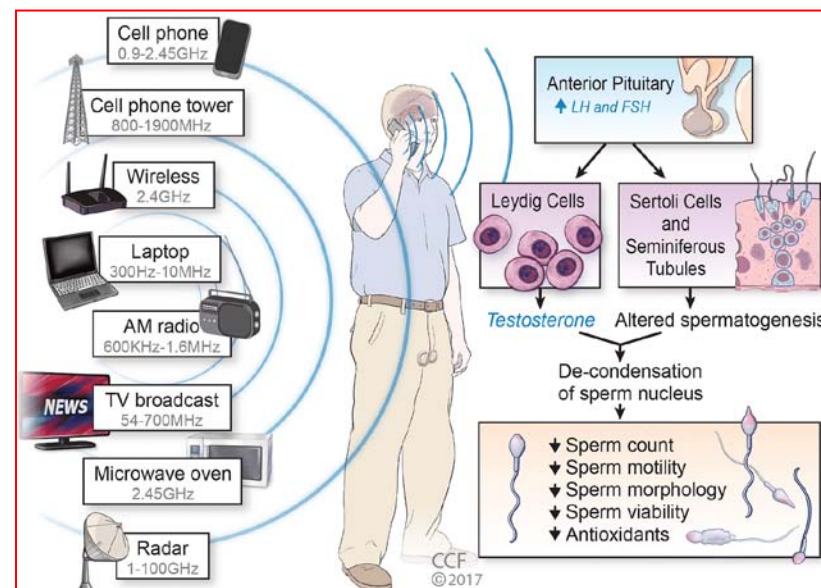 Cell phone
0.9-2.45GHz
Cell phone tower
800-1900MHz
Wireless
2.4GHz
Laptop
300Hz-10MHz
AM radio
600KHz-1.6MHz
NEWS
TV broadcast
54-700MHz
Microwave oven
2.45GHz
Radar
1-100GHz
CCF
©2017
Anterior Pituitary
↑ LH and FSH
Leydig Cells
Sertoli Cells
and
Seminiferous
Tubules
Testosterone
Altered spermatogenesis
De-condensation
of sperm nucleus
↓ Sperm count
↓ Sperm motility
↓ Sperm morphology
↓ Sperm viability
↓ Antioxidants